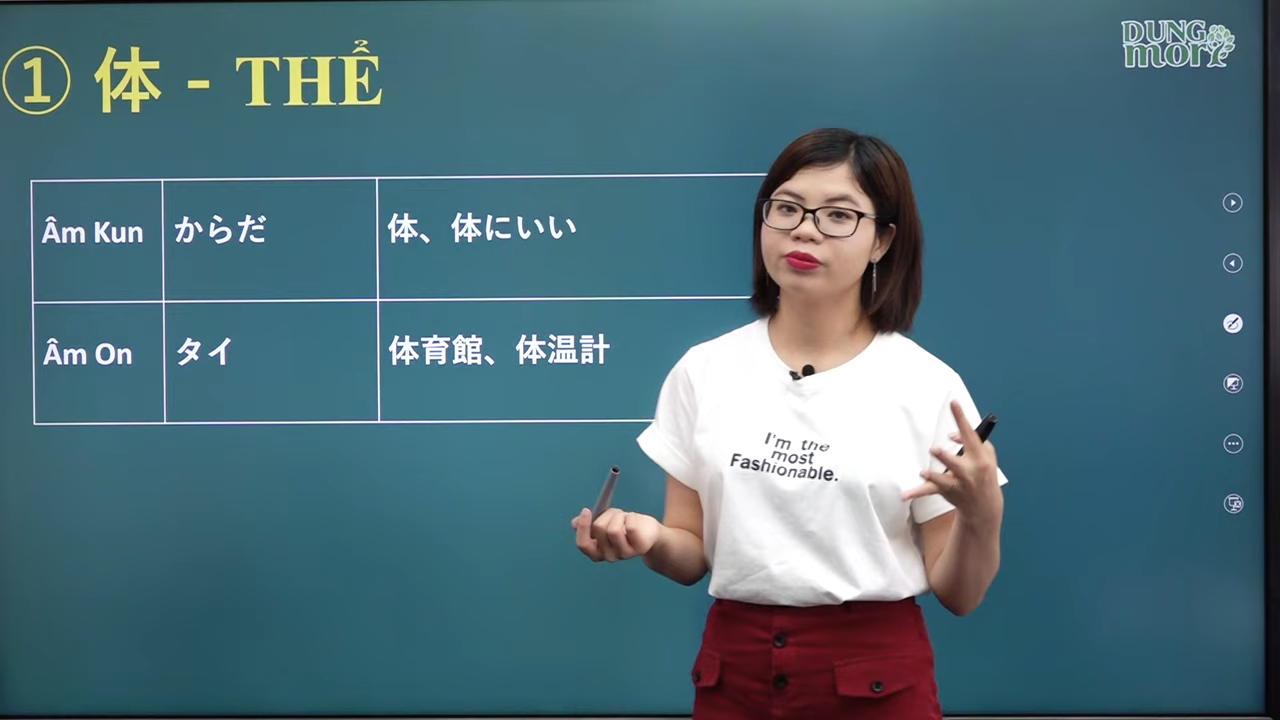 ① 体 - THỂ
DUNG
mori
Âm Kun からだ 体、体にいい
Âm On タイ 体育館、体温計
I'm the
most
Fashionable.